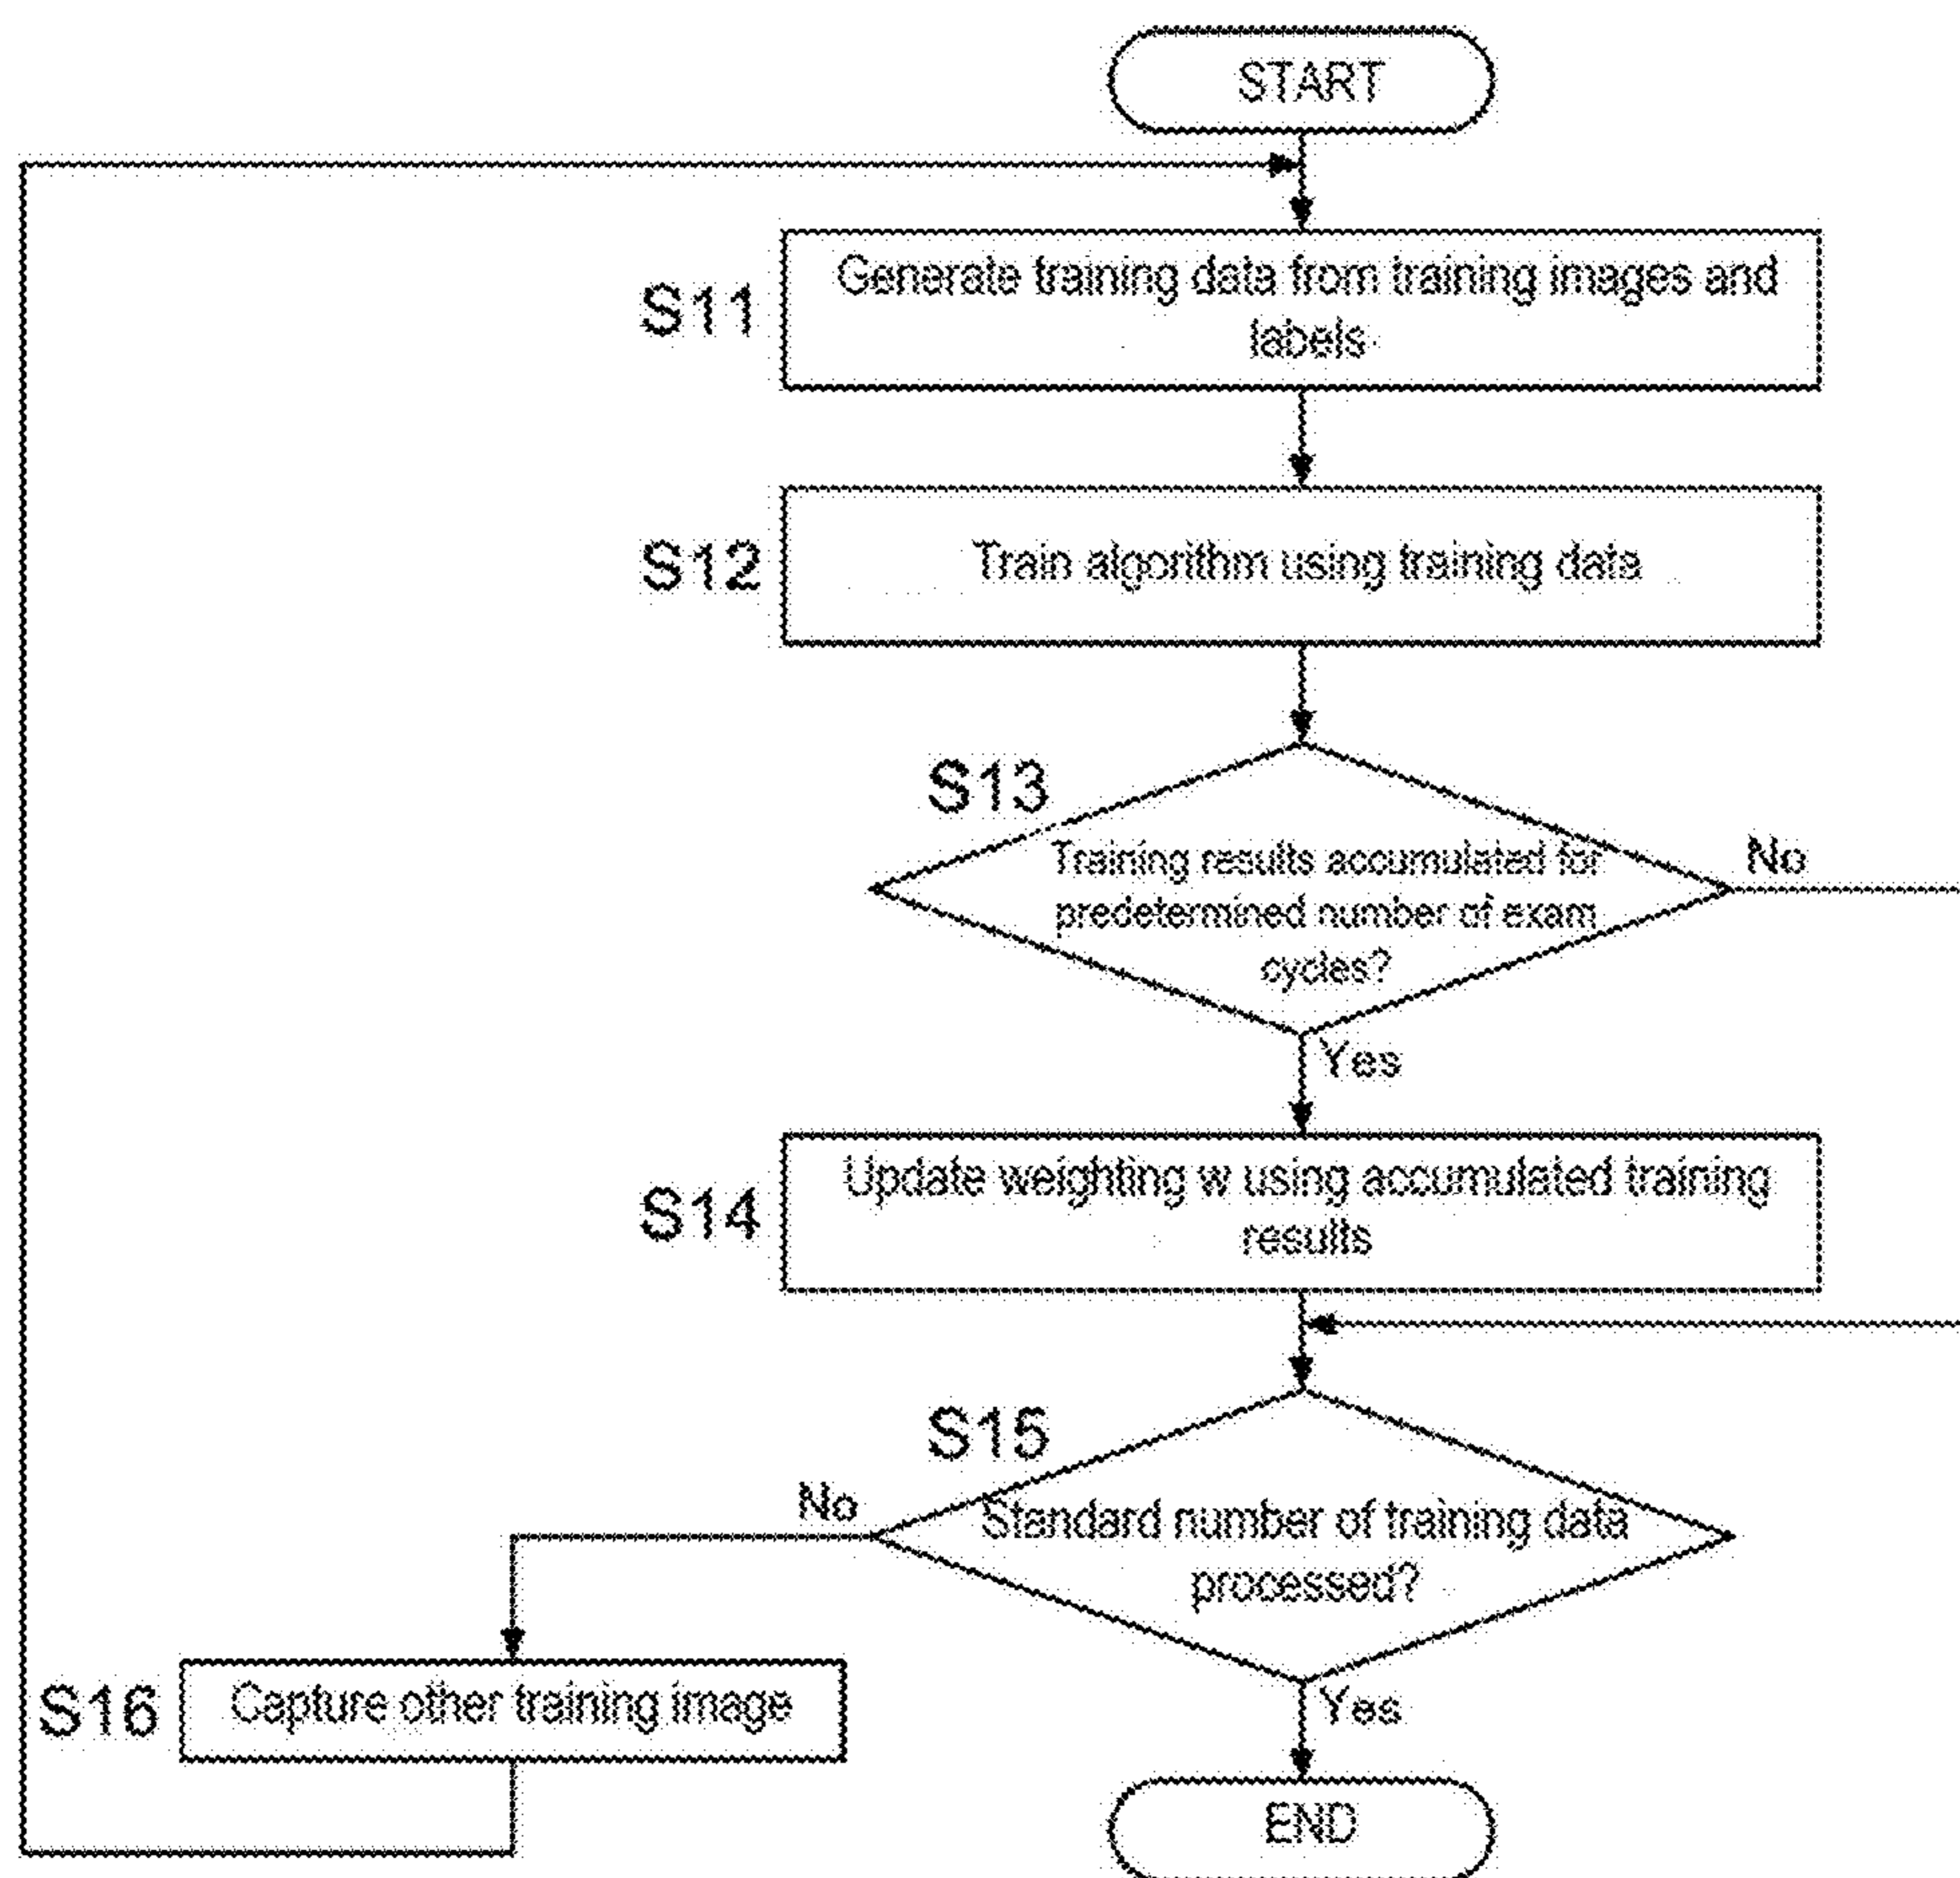 START
S11
Generate training data from training images and
labels
S12
Train algorithm using training data
S13
Training results accumulated for
predetermined number of exam
cycles?
No
Yes
S14
Update weighting w using accumulated training
results
S15
No
Standard number of training data
processed?
Yes
S16
Capture other training image
END